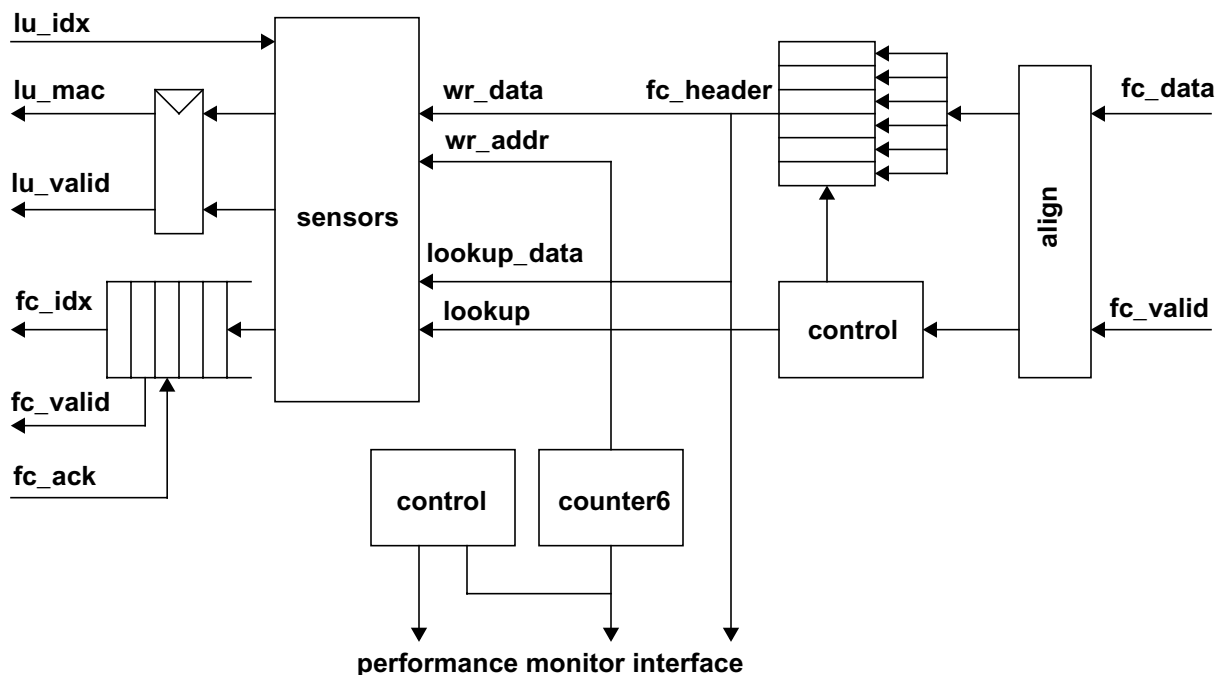 lu_idx
lu_mac
wr_data
fc_header
fc_data
wr_addr
lu_valid
sensors
align
lookup_data
fc_idx
lookup
control
fc_valid
fc_valid
fc_ack
control
counter6
performance monitor interface